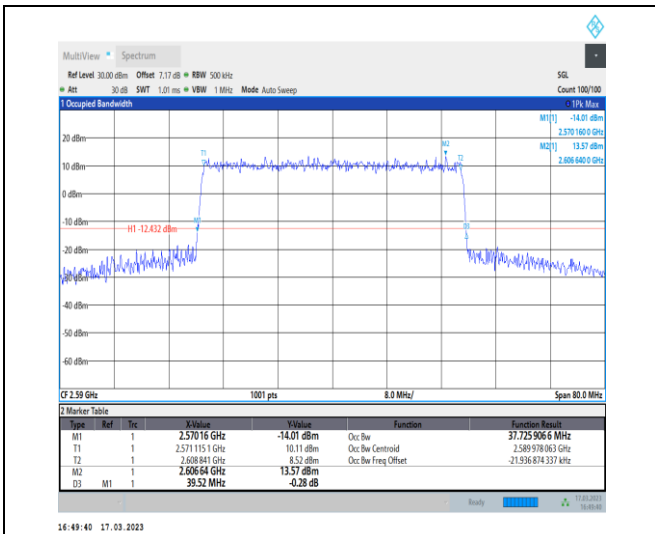 MultiView Spectrum
Ref Level 30.00 dBm Offset 7.17 dB RBW 500 kHz SGL
Att 30 dB SWT 1.01 ms VBW 1 MHz Mode Auto Sweep Count 100/100
1 Occupied Bandwidth 1Pk Max
M1[1] -14.01 dBm
2.570 160 0 GHz
M2[1] 13.57 dBm
2.606 640 0 GHz
20 dBm
M2
T1
T2
10 dBm
0 dBm
-10 dBm
M1
H1 -12.432 dBm
-20 dBm
-30 dBm
-40 dBm
-50 dBm
-60 dBm
CF 2.59 GHz 1001 pts 8.0 MHz/ Span 80.0 MHz
2 Marker Table
Type Ref Trc X-Value Y-Value Function Function Result
M1 1 2.57016 GHz -14.01 dBm Occ Bw 37.725 906 6 MHz
T1 1 2.571 115 1 GHz 10.11 dBm Occ Bw Centroid 2.589 978 063 GHz
T2 1 2.608 841 GHz 8.52 dBm Occ Bw Freq Offset -21.936 874 337 kHz
M2 1 2.60664 GHz 13.57 dBm
D3 M1 1 39.52 MHz -0.28 dB
Ready 17.03.2023
16:49:40
16:49:40 17.03.2023